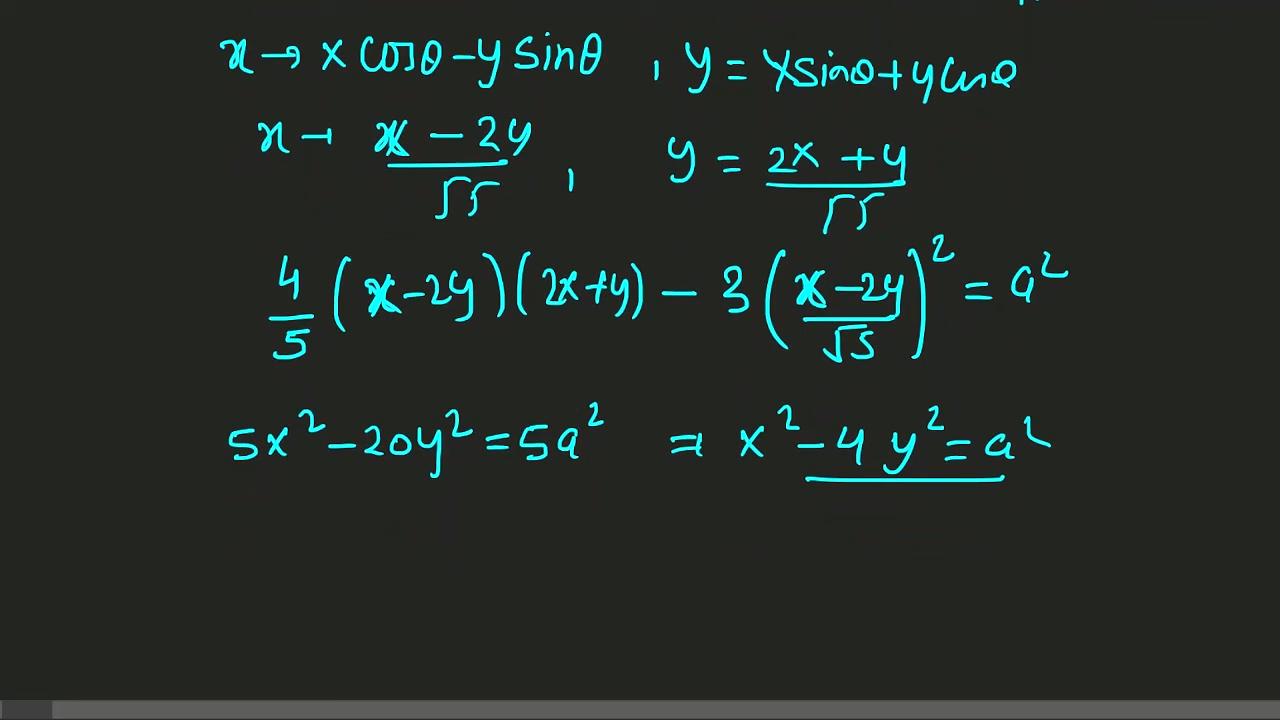 x → x cosθ - y sinθ , y = x sinθ + y cosθ
x → (x - 2y)/√5 , y = (2x + y)/√5
4/5 (x - 2y)(2x + y) - 3((x - 2y)/√5)² = a²
5x² - 20y² = 5a² ⇒ x² - 4y² = a²